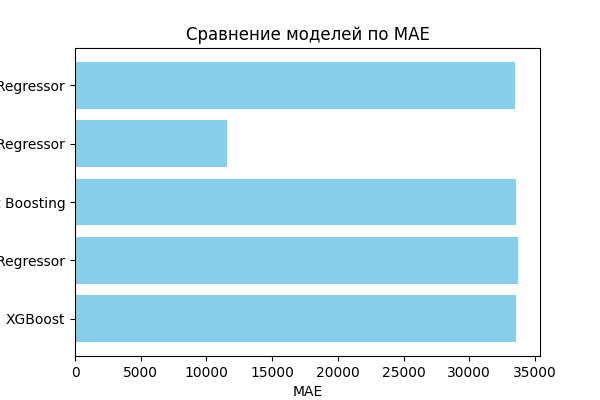 Сравнение моделей по MAE
Regressor
Regressor
Boosting
Regressor
XGBoost
0 5000 10000 15000 20000 25000 30000 35000
MAE